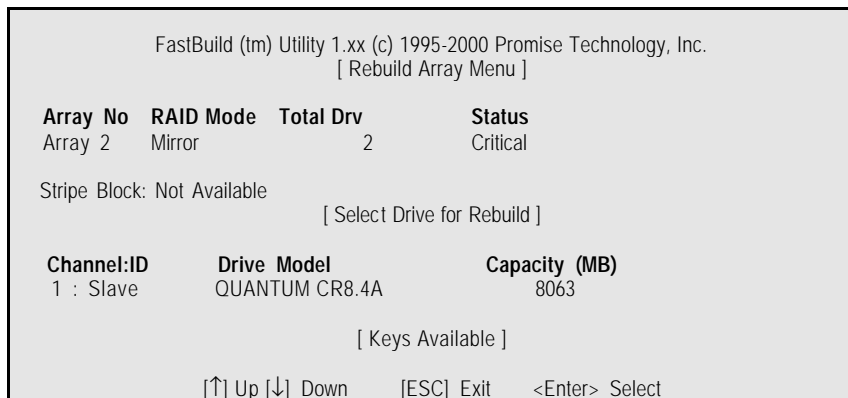 FastBuild (tm) Utility 1.xx (c) 1995-2000 Promise Technology, Inc.
[ Rebuild Array Menu ]
Array No RAID Mode Total Drv Status
Array 2 Mirror 2 Critical
Stripe Block: Not Available
[ Select Drive for Rebuild ]
Channel:ID Drive Model Capacity (MB)
1 : Slave QUANTUM CR8.4A 8063
[ Keys Available ]
[↑] Up [↓] Down [ESC] Exit <Enter> Select